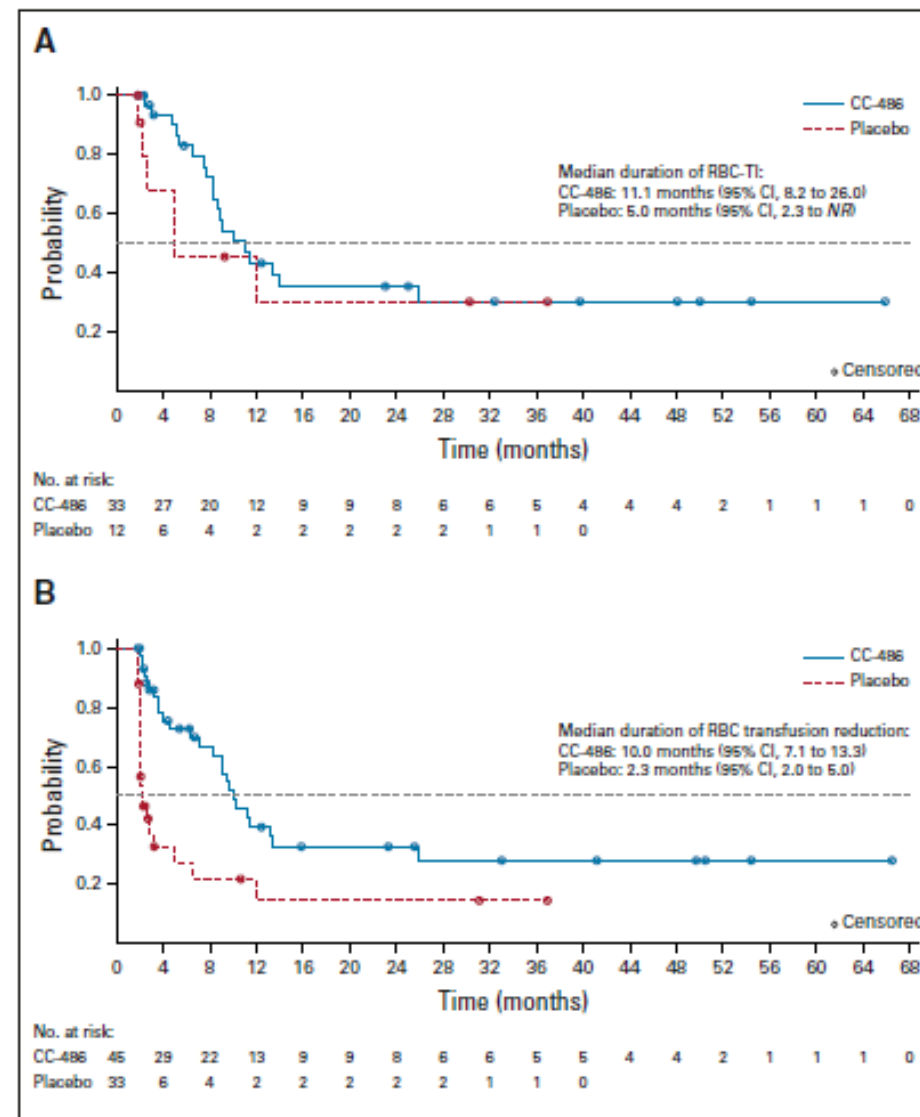 A
1.0
0.8
0.6
0.4
0.2
Probability
CC-486
Placebo
Median duration of RBC-TI:
CC-486: 11.1 months (95% CI, 8.2 to 26.0)
Placebo: 5.0 months (95% CI, 2.3 to NR)
Censored
0 4 8 12 16 20 24 28 32 36 40 44 48 52 56 60 64 68
Time (months)
No. at risk:
CC-486 33 27 20 12 9 9 8 6 6 5 4 4 4 2 1 1 1 0
Placebo 12 6 4 2 2 2 2 2 1 1 0
B
1.0
0.8
0.6
0.4
0.2
Probability
CC-486
Placebo
Median duration of RBC transfusion reduction:
CC-486: 10.0 months (95% CI, 7.1 to 13.3)
Placebo: 2.3 months (95% CI, 2.0 to 5.0)
Censored
0 4 8 12 16 20 24 28 32 36 40 44 48 52 56 60 64 68
Time (months)
No. at risk:
CC-486 45 29 22 13 9 9 8 6 6 5 5 4 4 2 1 1 1 0
Placebo 33 6 4 2 2 2 2 2 1 1 0